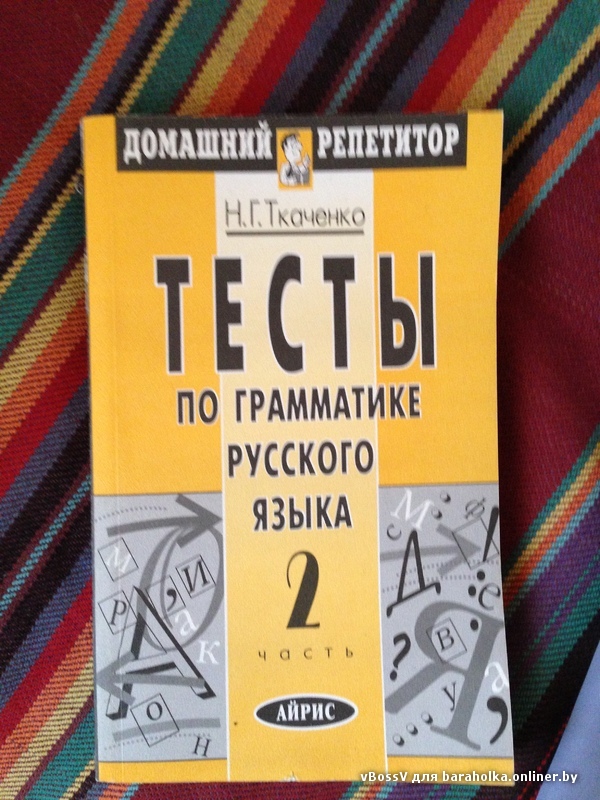 ДОМАШНИЙ РЕПЕТИТОР
Н.Г.Ткаченко
ТЕСТЫ
ПО ГРАММАТИКЕ
РУССКОГО
ЯЗЫКА
2
часть
АЙРИС
vBossV для baraholka.onliner.by